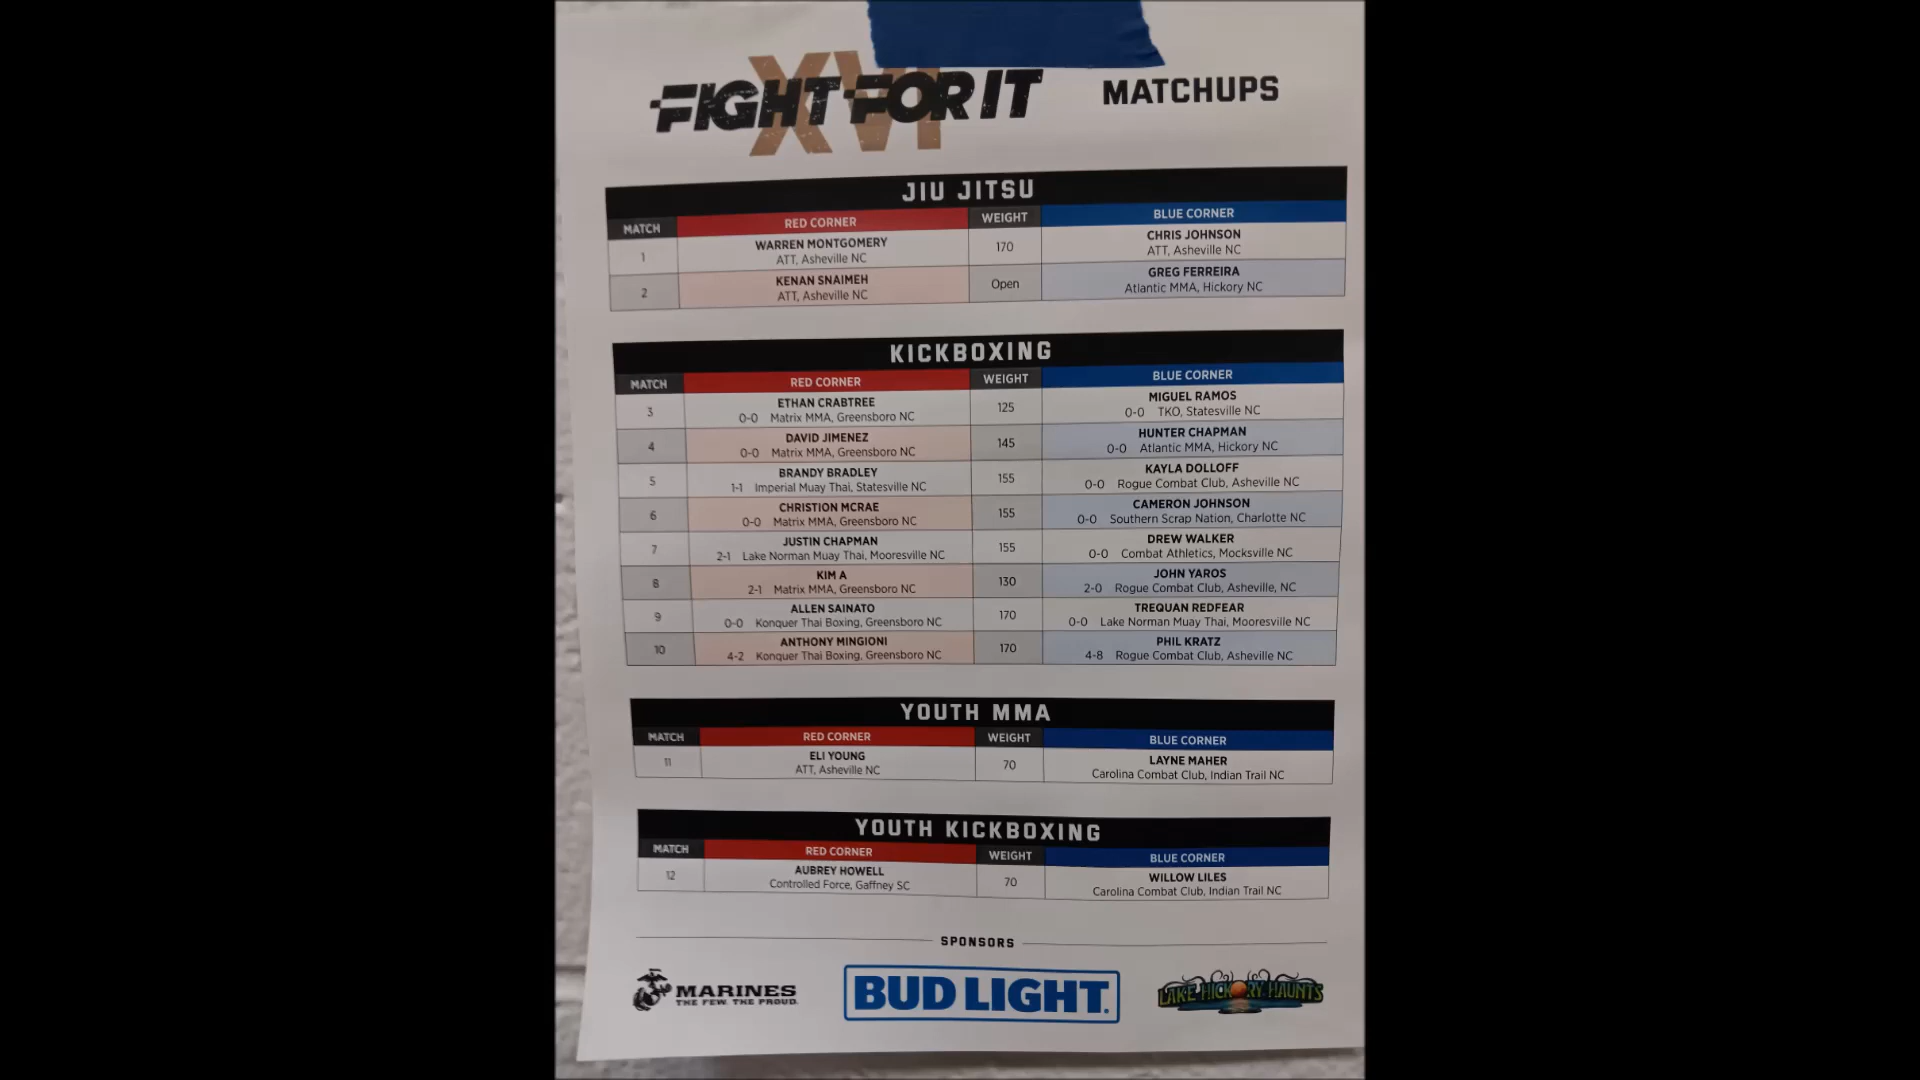 XVI
FIGHT FOR IT
MATCHUPS
JIU JITSU
MATCH RED CORNER WEIGHT BLUE CORNER
1 WARREN MONTGOMERY 170 CHRIS JOHNSON
ATT, Asheville NC ATT, Asheville NC
2 KENAN SNAIMEH Open GREG FERREIRA
ATT, Asheville NC Atlantic MMA, Hickory NC
KICKBOXING
MATCH RED CORNER WEIGHT BLUE CORNER
3 ETHAN CRABTREE 125 MIGUEL RAMOS
0-0 Matrix MMA, Greensboro NC 0-0 TKO, Statesville NC
4 DAVID JIMENEZ 145 HUNTER CHAPMAN
0-0 Matrix MMA, Greensboro NC 0-0 Atlantic MMA, Hickory NC
5 BRANDY BRADLEY 155 KAYLA DOLLOFF
1-1 Imperial Muay Thai, Statesville NC 0-0 Rogue Combat Club, Asheville NC
6 CHRISTION MCRAE 155 CAMERON JOHNSON
0-0 Matrix MMA, Greensboro NC 0-0 Southern Scrap Nation, Charlotte NC
7 JUSTIN CHAPMAN 155 DREW WALKER
2-1 Lake Norman Muay Thai, Mooresville NC 0-0 Combat Athletics, Mocksville NC
8 KIM A 130 JOHN YAROS
2-1 Matrix MMA, Greensboro NC 2-0 Rogue Combat Club, Asheville, NC
9 ALLEN SAINATO 170 TREQUAN REDFEAR
0-0 Konquer Thai Boxing, Greensboro NC 0-0 Lake Norman Muay Thai, Mooresville NC
10 ANTHONY MINGIONI 170 PHIL KRATZ
4-2 Konquer Thai Boxing, Greensboro NC 4-8 Rogue Combat Club, Asheville NC
YOUTH MMA
MATCH RED CORNER WEIGHT BLUE CORNER
11 ELI YOUNG 70 LAYNE MAHER
ATT, Asheville NC Carolina Combat Club, Indian Trail NC
YOUTH KICKBOXING
MATCH RED CORNER WEIGHT BLUE CORNER
12 AUBREY HOWELL 70 WILLOW LILES
Controlled Force, Gaffney SC Carolina Combat Club, Indian Trail NC
SPONSORS
MARINES
THE FEW. THE PROUD.
BUD LIGHT.
LAKE HICKORY HAUNTS